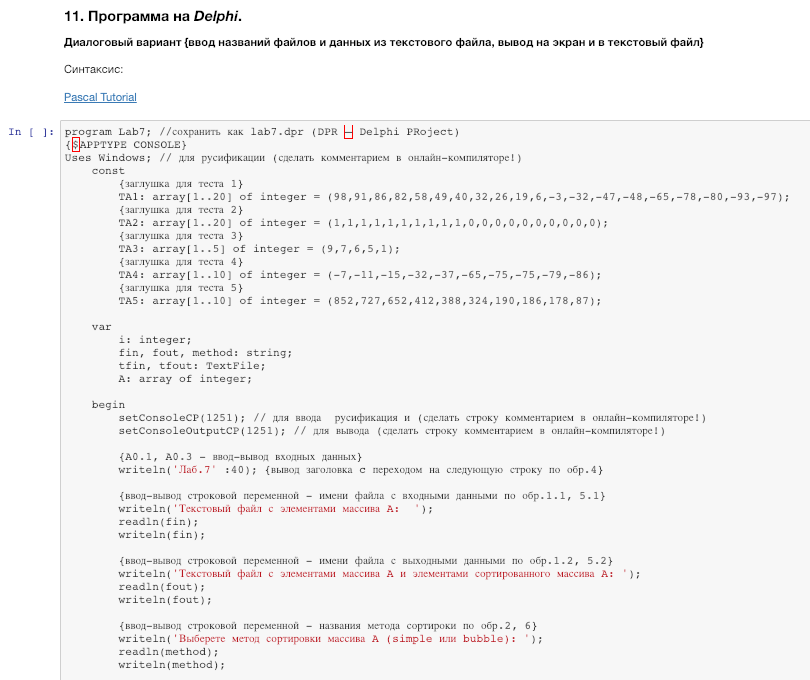 11. Программа на Delphi.
Диалоговый вариант {ввод названий файлов и данных из текстового файла, вывод на экран и в текстовый файл}
Синтаксис:
Pascal Tutorial
In [ ]: program Lab7; //сохранить как lab7.dpr (DPR – Delphi PRoject)
{$APPTYPE CONSOLE}
Uses Windows; // для русификации (сделать комментарием в онлайн-компиляторе!)
const
{заглушка для теста 1}
TA1: array[1..20] of integer = (98,91,86,82,58,49,40,32,26,19,6,-3,-32,-47,-48,-65,-78,-80,-93,-97);
{заглушка для теста 2}
TA2: array[1..20] of integer = (1,1,1,1,1,1,1,1,1,1,0,0,0,0,0,0,0,0,0,0);
{заглушка для теста 3}
TA3: array[1..5] of integer = (9,7,6,5,1);
{заглушка для теста 4}
TA4: array[1..10] of integer = (-7,-11,-15,-32,-37,-65,-75,-75,-79,-86);
{заглушка для теста 5}
TA5: array[1..10] of integer = (852,727,652,412,388,324,190,186,178,87);
var
i: integer;
fin, fout, method: string;
tfin, tfout: TextFile;
A: array of integer;
begin
setConsoleCP(1251); // для ввода  русификация и (сделать строку комментарием в онлайн-компиляторе!)
setConsoleOutputCP(1251); // для вывода (сделать строку комментарием в онлайн-компиляторе!)
{A0.1, A0.3 - ввод-вывод входных данных}
writeln('Лаб.7' :40); {вывод заголовка с переходом на следующую строку по обр.4}
{ввод-вывод строковой переменной - имени файла с входными данными по обр.1.1, 5.1}
writeln('Текстовый файл с элементами массива A:  ');
readln(fin);
writeln(fin);
{ввод-вывод строковой переменной - имени файла с выходными данными по обр.1.2, 5.2}
writeln('Текстовый файл с элементами массива A и элементами сортированного массива A: ');
readln(fout);
writeln(fout);
{ввод-вывод строковой переменной - названия метода сортироки по обр.2, 6}
writeln('Выберете метод сортировки массива A (simple или bubble): ');
readln(method);
writeln(method);